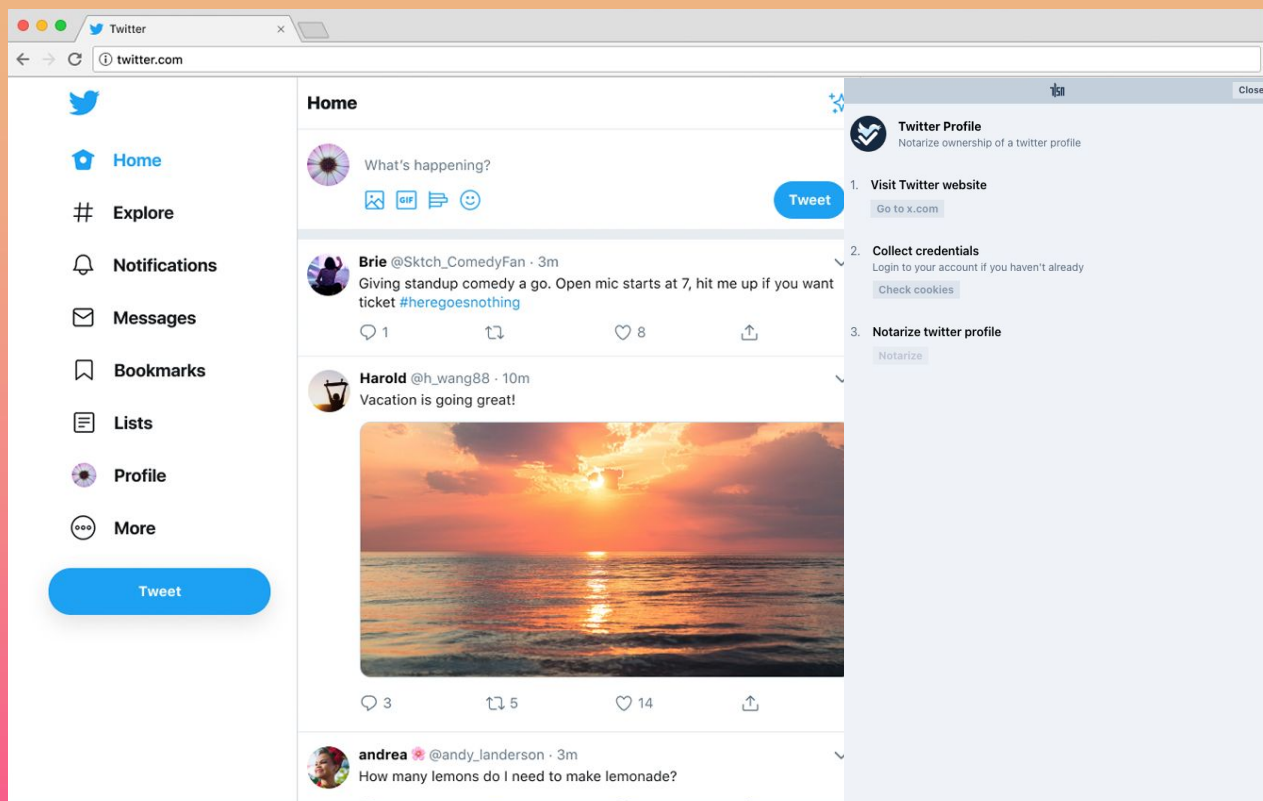 Twitter
twitter.com
Home
Explore
Notifications
Messages
Bookmarks
Lists
Profile
More
Tweet
Home
What's happening?
GIF
Tweet
Brie @Sktch_ComedyFan · 3m
Giving standup comedy a go. Open mic starts at 7, hit me up if you want
ticket #heregoesnothing
1
8
Harold @h_wang88 · 10m
Vacation is going great!
3
5
14
andrea 🌸 @andy_landerson · 3m
How many lemons do I need to make lemonade?
Close
Twitter Profile
Notarize ownership of a twitter profile
1. Visit Twitter website
Go to x.com
2. Collect credentials
Login to your account if you haven't already
Check cookies
3. Notarize twitter profile
Notarize